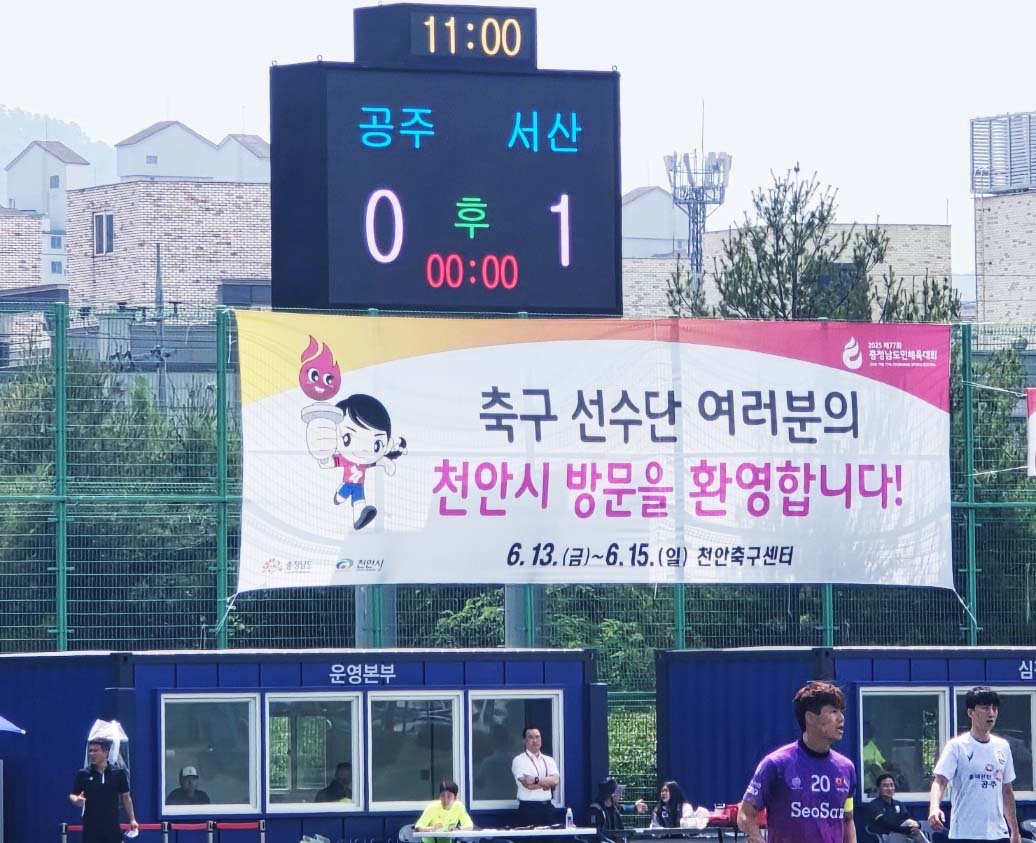 11:00
공주 서산
0 후 1
00:00
2025 제77회
충청남도민체육대회
축구 선수단 여러분의
천안시 방문을 환영합니다!
6.13.(금)~6.15.(일) 천안축구센터
충청남도 천안시
운영본부
심
20
SeoSan
공주